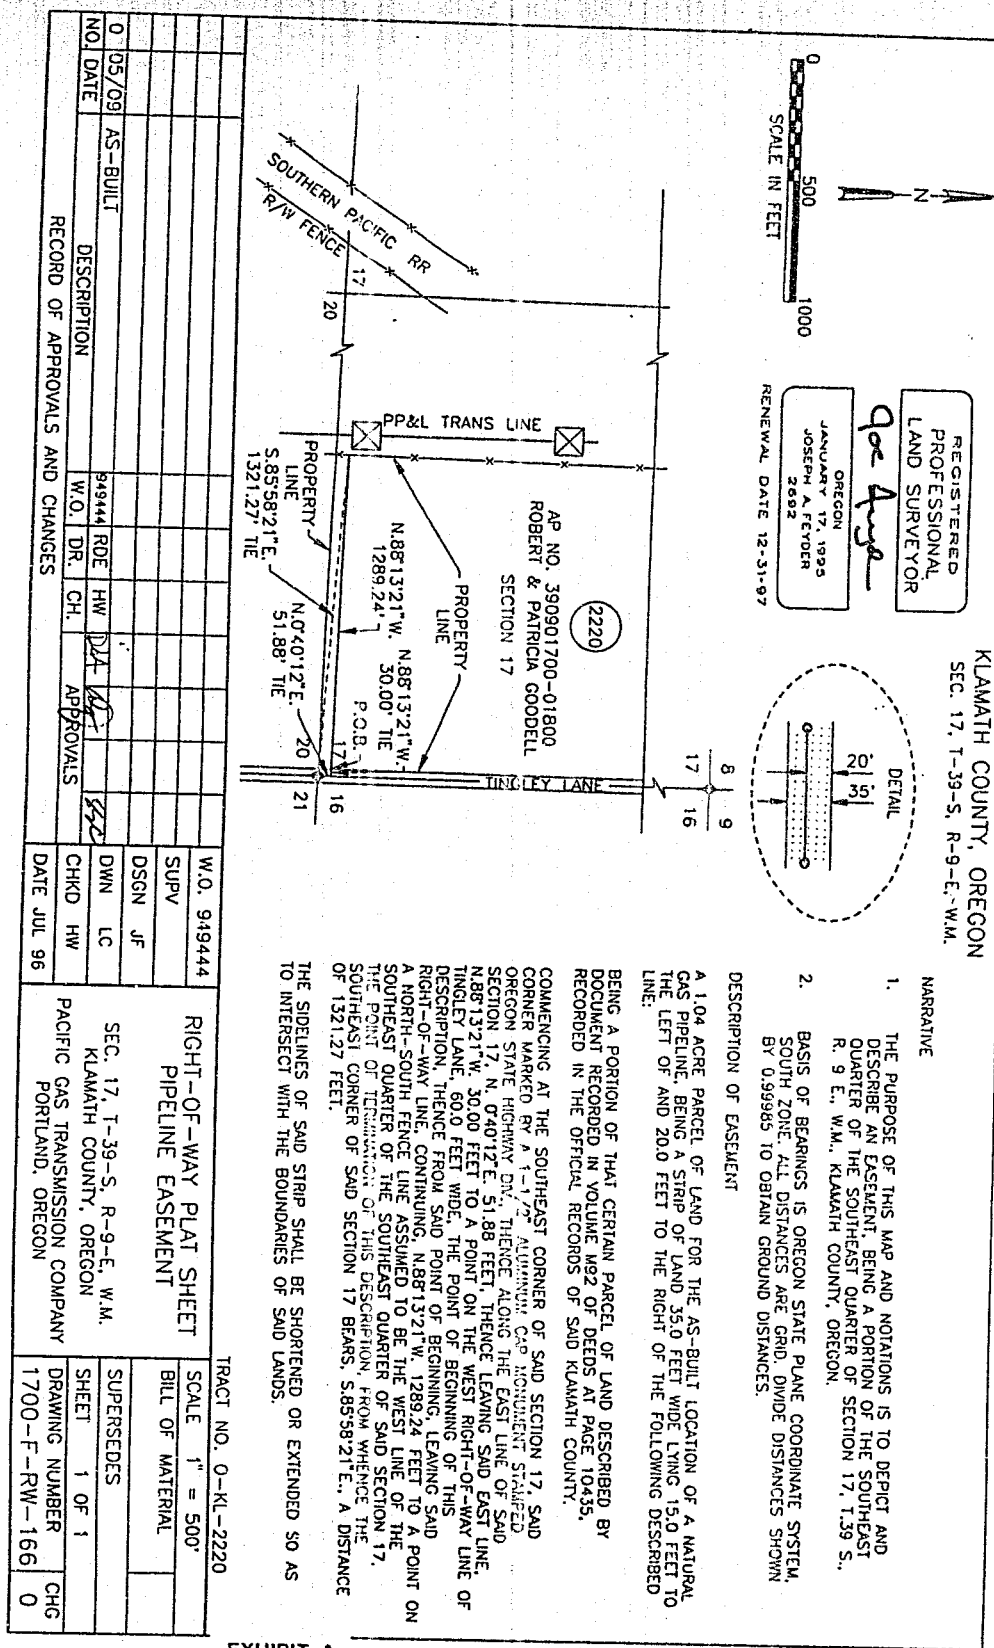 KLAMATH COUNTY, OREGON
SEC. 17, T-39-S, R-9-E,-W.M.
N
0
500
1000
SCALE IN FEET
REGISTERED
PROFESSIONAL
LAND SURVEYOR
OREGON
JANUARY 17, 1995
JOSEPH A. FEYDER
2692
RENEWAL DATE 12-31-97
DETAIL
20'
35'
8
9
17
16
2220
AP NO. 390901700-01800
ROBERT & PATRICIA GOODELL
SECTION 17
PROPERTY
LINE
TINGLEY LANE
PP&L TRANS LINE
N.88°13'21"W.
1289.24'
N.88°13'21"W.
30.00' TIE
P.O.B.
17
16
20
21
N.0°40'12"E.
51.88' TIE
PROPERTY
LINE
S.85°58'21"E.
1321.27' TIE
17
20
SOUTHERN PACIFIC RR
R/W FENCE
NARRATIVE
1. THE PURPOSE OF THIS MAP AND NOTATIONS IS TO DEPICT AND
DESCRIBE AN EASEMENT, BEING A PORTION OF THE SOUTHEAST
QUARTER OF THE SOUTHEAST QUARTER OF SECTION 17, T.39 S.,
R. 9 E., W.M., KLAMATH COUNTY, OREGON.
2. BASIS OF BEARINGS IS OREGON STATE PLANE COORDINATE SYSTEM,
SOUTH ZONE. ALL DISTANCES ARE GRID. DIVIDE DISTANCES SHOWN
BY 0.99985 TO OBTAIN GROUND DISTANCES.
DESCRIPTION OF EASEMENT
A 1.04 ACRE PARCEL OF LAND FOR THE AS-BUILT LOCATION OF A NATURAL
GAS PIPELINE, BEING A STRIP OF LAND 35.0 FEET WIDE LYING 15.0 FEET TO
THE LEFT OF AND 20.0 FEET TO THE RIGHT OF THE FOLLOWING DESCRIBED
LINE:
BEING A PORTION OF THAT CERTAIN PARCEL OF LAND DESCRIBED BY
DOCUMENT RECORDED IN VOLUME M92 OF DEEDS AT PAGE 10435,
RECORDED IN THE OFFICIAL RECORDS OF SAID KLAMATH COUNTY.
COMMENCING AT THE SOUTHEAST CORNER OF SAID SECTION 17, SAID
CORNER MARKED BY A 1-1/2" ALUMINUM CAP MONUMENT STAMPED
OREGON STATE HIGHWAY DIV., THENCE ALONG THE EAST LINE OF SAID
SECTION 17, N. 0°40'12"E. 51.88 FEET, THENCE LEAVING SAID EAST LINE,
N.88°13'21"W. 30.00 FEET TO A POINT ON THE WEST RIGHT-OF-WAY LINE OF
TINGLEY LANE, 60.0 FEET WIDE, THE POINT OF BEGINNING OF THIS
DESCRIPTION, THENCE FROM SAID POINT OF BEGINNING, LEAVING SAID
RIGHT-OF-WAY LINE, CONTINUING, N.88°13'21"W. 1289.24 FEET TO A POINT ON
A NORTH-SOUTH FENCE LINE ASSUMED TO BE THE WEST LINE OF THE
SOUTHEAST QUARTER OF THE SOUTHEAST QUARTER OF SAID SECTION 17,
THE POINT OF TERMINATION OF THIS DESCRIPTION, FROM WHENCE THE
SOUTHEAST CORNER OF SAID SECTION 17 BEARS, S.85°58'21"E., A DISTANCE
OF 1321.27 FEET.
THE SIDELINES OF SAID STRIP SHALL BE SHORTENED OR EXTENDED SO AS
TO INTERSECT WITH THE BOUNDARIES OF SAID LANDS.
TRACT NO. 0-KL-2220
0 05/09 AS-BUILT 949444 RDE HW
NO. DATE DESCRIPTION W.O. DR. CH. APPROVALS
RECORD OF APPROVALS AND CHANGES
W.O. 949444
SUPV
DSGN JF
DWN LC
CHKD HW
DATE JUL 96
RIGHT-OF-WAY PLAT SHEET
PIPELINE EASEMENT
SEC. 17, T-39-S, R-9-E, W.M.
KLAMATH COUNTY, OREGON
PACIFIC GAS TRANSMISSION COMPANY
PORTLAND, OREGON
SCALE 1" = 500'
BILL OF MATERIAL
SUPERSEDES
SHEET 1 OF 1
DRAWING NUMBER CHG
1700-F-RW-166 0